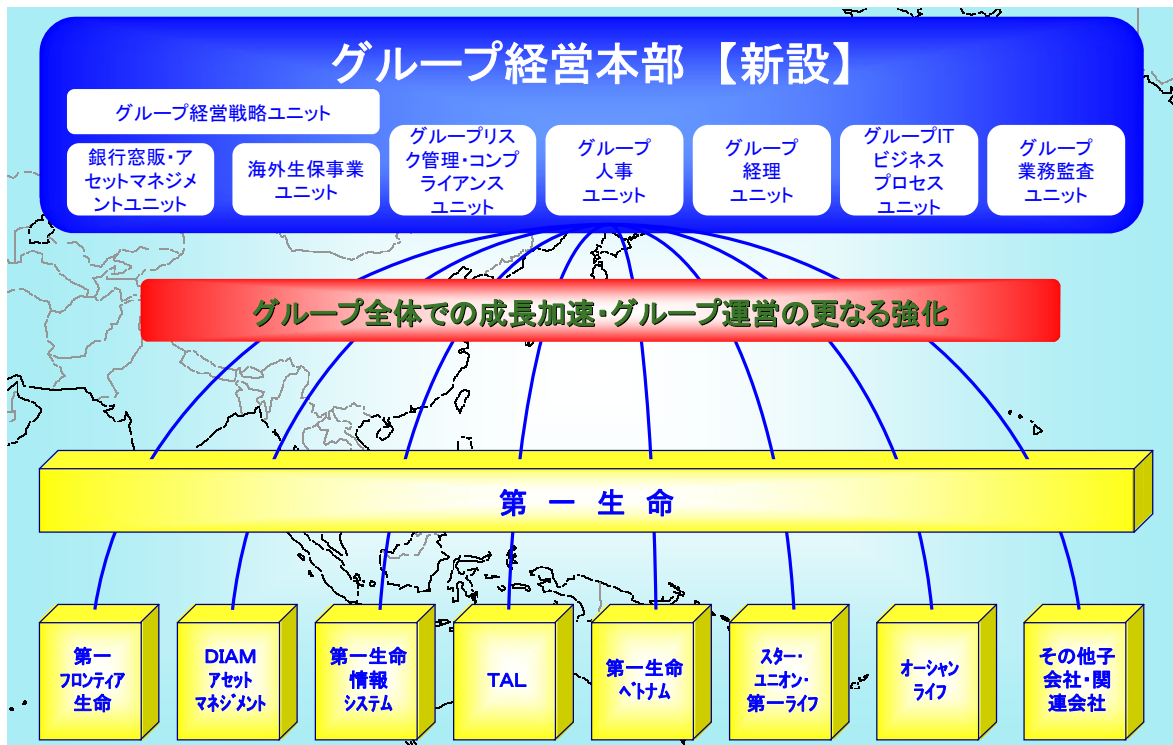 グループ経営本部 【新設】
グループ経営戦略ユニット
銀行窓販・ア
セットマネジメ
ントユニット
海外生保事業
ユニット
グループリス
ク管理・コンプ
ライアンス
ユニット
グループ
人事
ユニット
グループ
経理
ユニット
グループIT
ビジネス
プロセス
ユニット
グループ
業務監査
ユニット
グループ全体での成長加速・グループ運営の更なる強化
第 一 生 命
第一
フロンティア
生命
DIAM
アセット
マネジメント
第一生命
情報
システム
TAL
第一生命
ベトナム
スター・
ユニオン・
第一ライフ
オーシャン
ライフ
その他子
会社・関
連会社